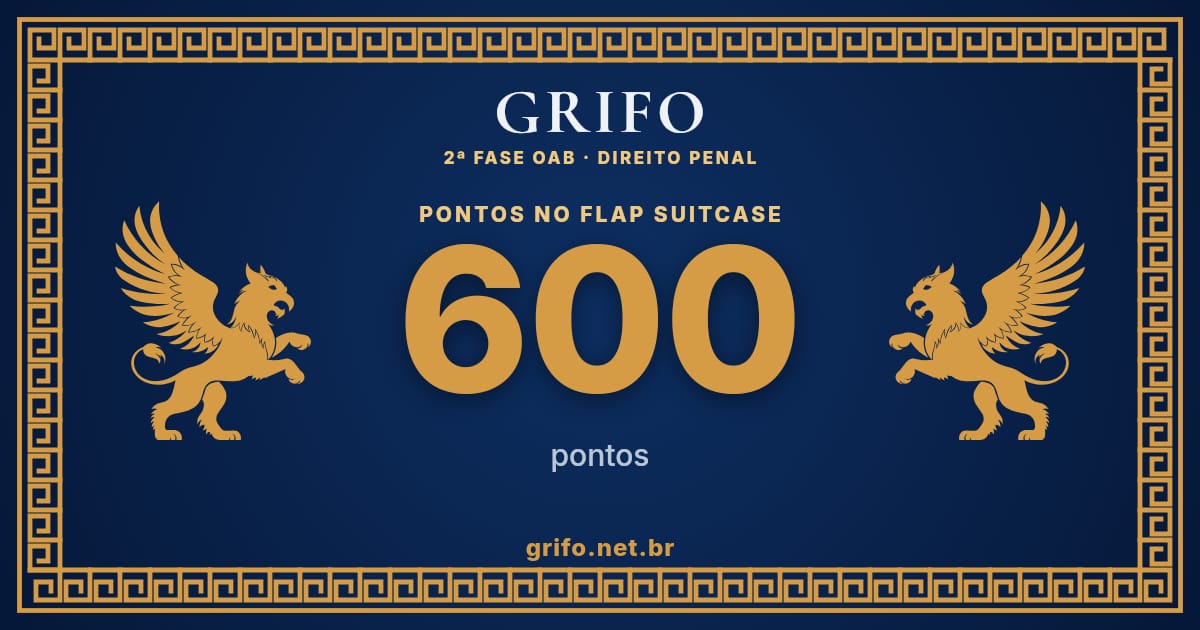 GRIFO
2ª FASE OAB · DIREITO PENAL
PONTOS NO FLAP SUITCASE
600
pontos
grifo.net.br